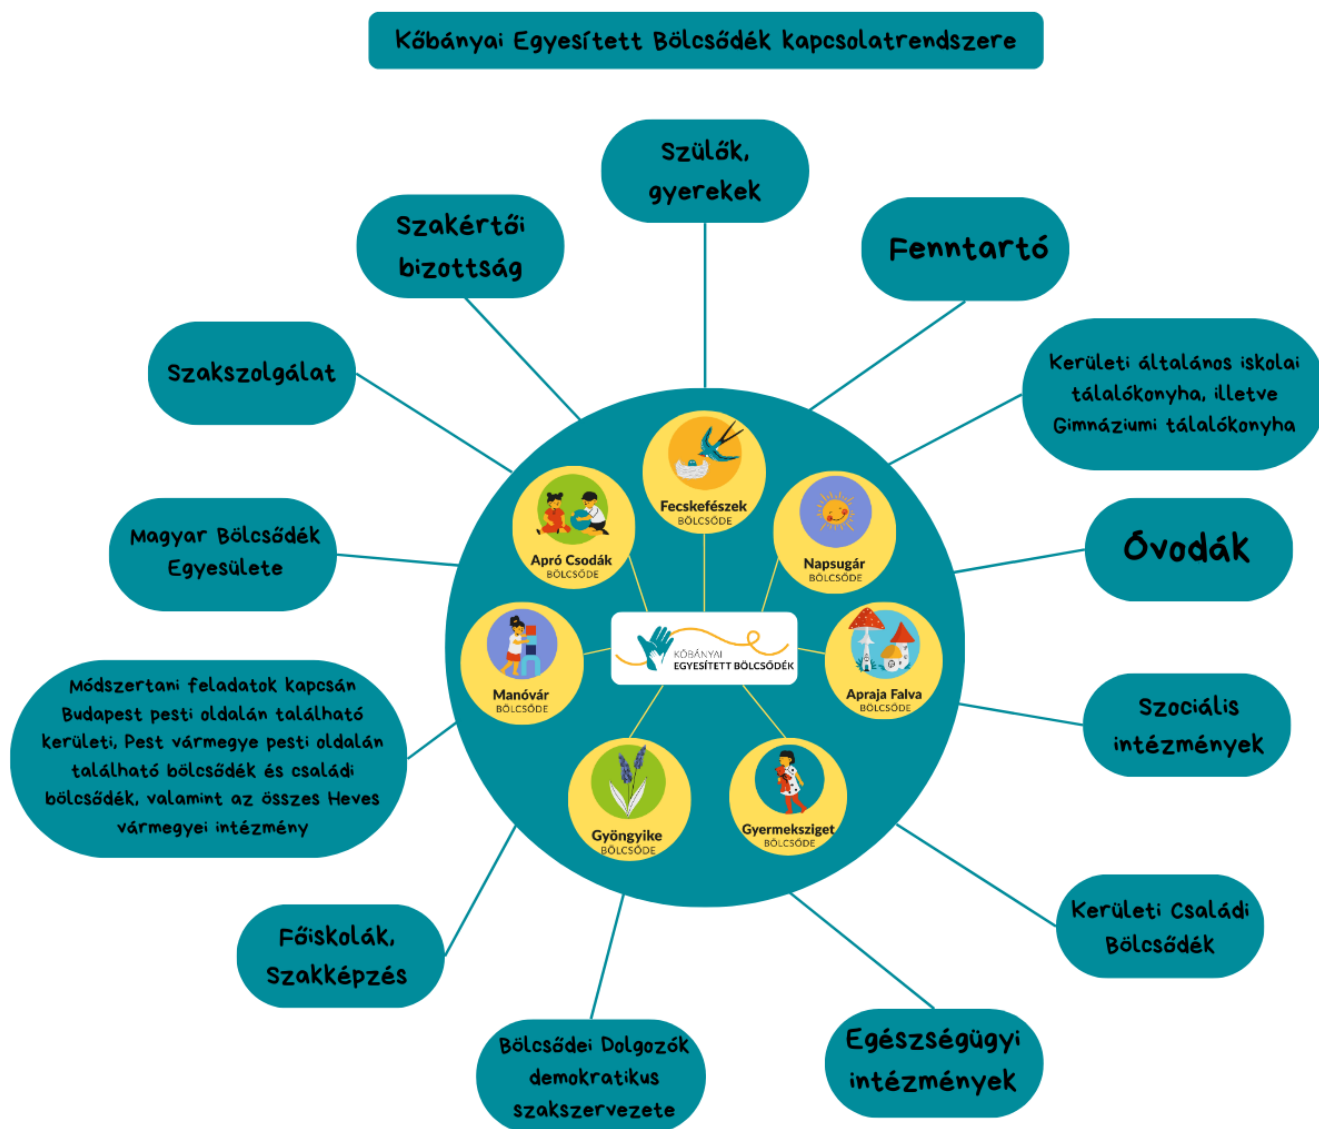 Kőbányai Egyesített Bölcsődék kapcsolatrendszere
Szülők,
gyerekek
Szakértői
bizottság
Fenntartó
Szakszolgálat
Kerületi általános iskolai
tálalókonyha, illetve
Gimnáziumi tálalókonyha
Magyar Bölcsődék
Egyesülete
Óvodák
Módszertani feladatok kapcsán
Budapest pesti oldalán található
kerületi, Pest vármegye pesti oldalán
található bölcsődék és családi
bölcsődék, valamint az összes Heves
vármegyei intézmény
Szociális
intézmények
Főiskolák,
Szakképzés
Kerületi Családi
Bölcsődék
Bölcsődei Dolgozók
demokratikus
szakszervezete
Egészségügyi
intézmények
Fecskefészek
BÖLCSŐDE
Apró Csodák
BÖLCSŐDE
Napsugár
BÖLCSŐDE
Manóvár
BÖLCSŐDE
KŐBÁNYAI
EGYESÍTETT BÖLCSŐDÉK
Apraja Falva
BÖLCSŐDE
Gyöngyike
BÖLCSŐDE
Gyermeksziget
BÖLCSŐDE